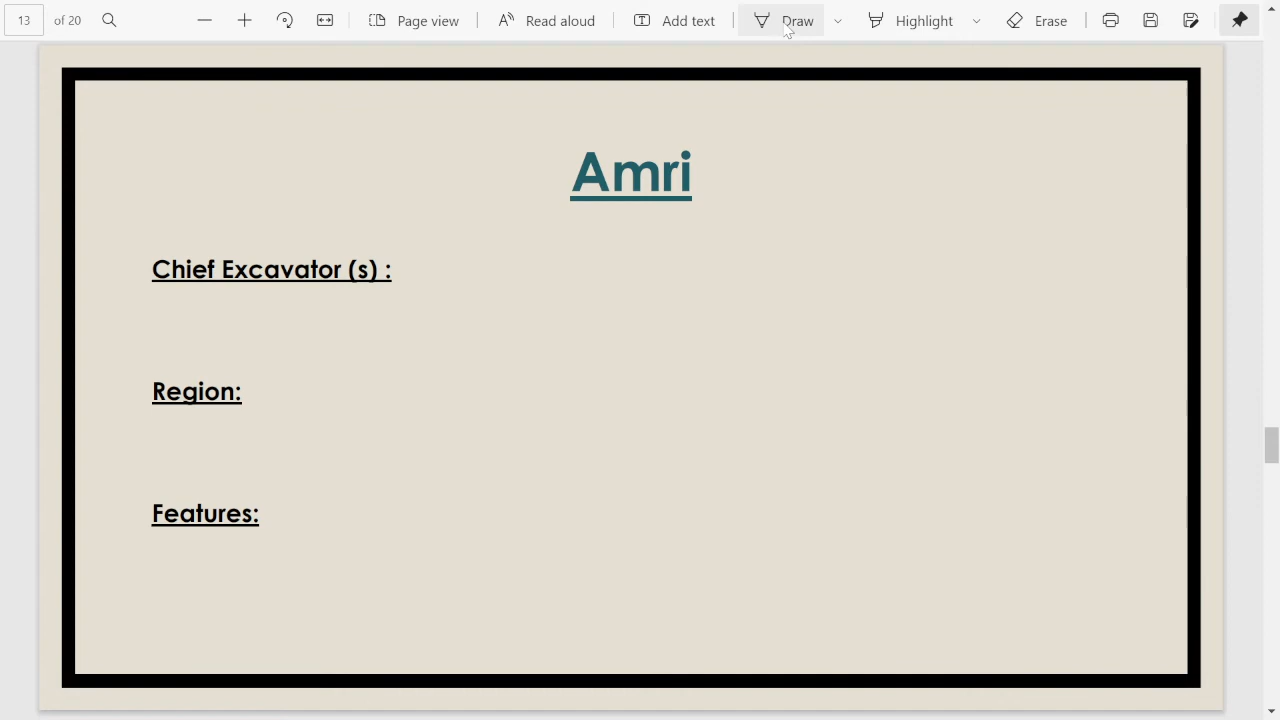 13 of 20 Page view Read aloud Add text Draw Highlight Erase
Amri
Chief Excavator (s) :
Region:
Features: